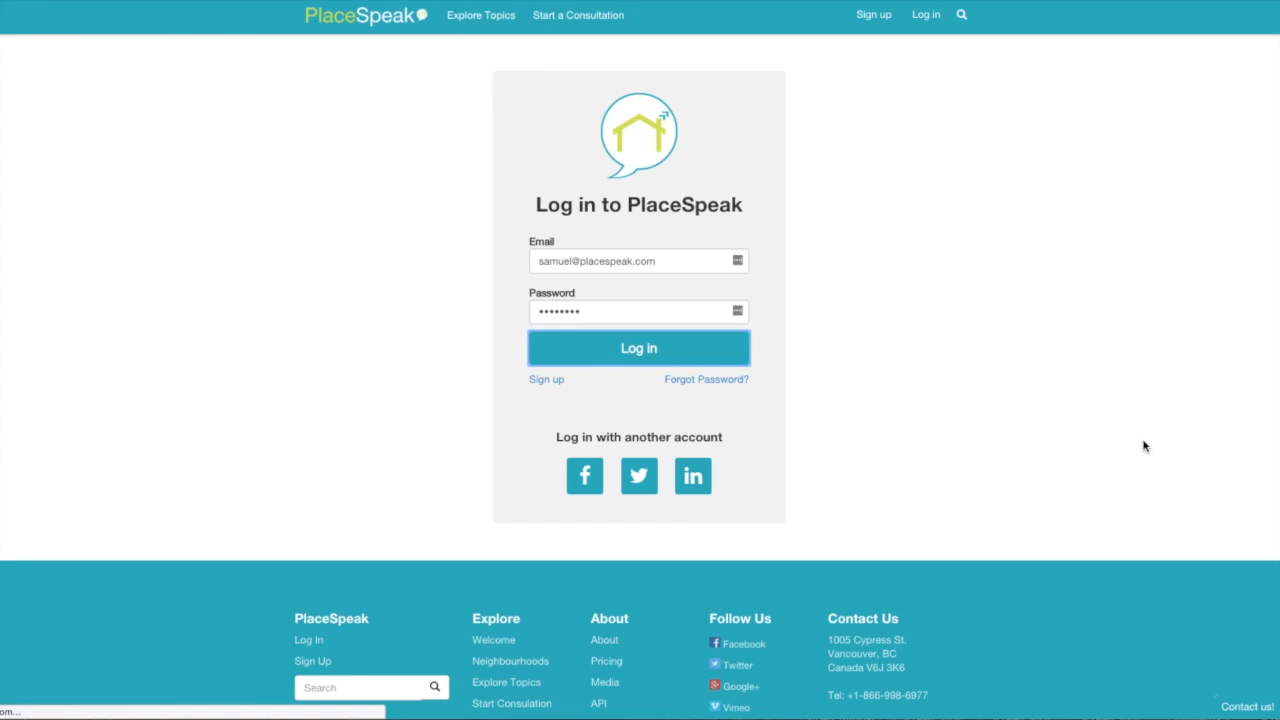 PlaceSpeak
Explore Topics
Start a Consultation
Sign up
Log in
Log in to PlaceSpeak
Email
samuel@placespeak.com
Password
••••••••
Log in
Sign up
Forgot Password?
Log in with another account
PlaceSpeak
Log In
Sign Up
Search
Explore
Welcome
Neighbourhoods
Explore Topics
Start Consulation
About
About
Pricing
Media
API
Follow Us
Facebook
Twitter
Google+
Vimeo
Contact Us
1005 Cypress St.
Vancouver, BC
Canada V6J 3K6
Tel: +1-866-998-6977
om...
Contact us!